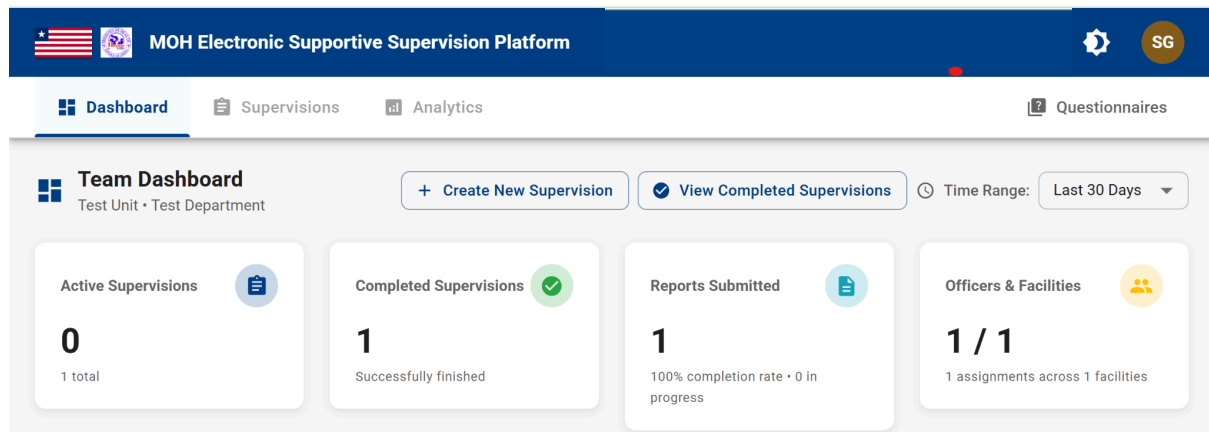 MOH Electronic Supportive Supervision Platform
SG
Dashboard
Supervisions
Analytics
Questionnaires
Team Dashboard
Test Unit • Test Department
+ Create New Supervision
View Completed Supervisions
Time Range:
Last 30 Days
Active Supervisions
0
1 total
Completed Supervisions
1
Successfully finished
Reports Submitted
1
100% completion rate • 0 in
progress
Officers & Facilities
1 / 1
1 assignments across 1 facilities